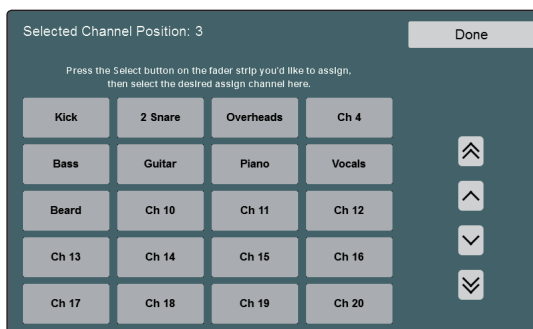 Selected Channel Position: 3
Done
Press the Select button on the fader strip you'd like to assign,
then select the desired assign channel here.
Kick 2 Snare Overheads Ch 4
Bass Guitar Piano Vocals
Beard Ch 10 Ch 11 Ch 12
Ch 13 Ch 14 Ch 15 Ch 16
Ch 17 Ch 18 Ch 19 Ch 20